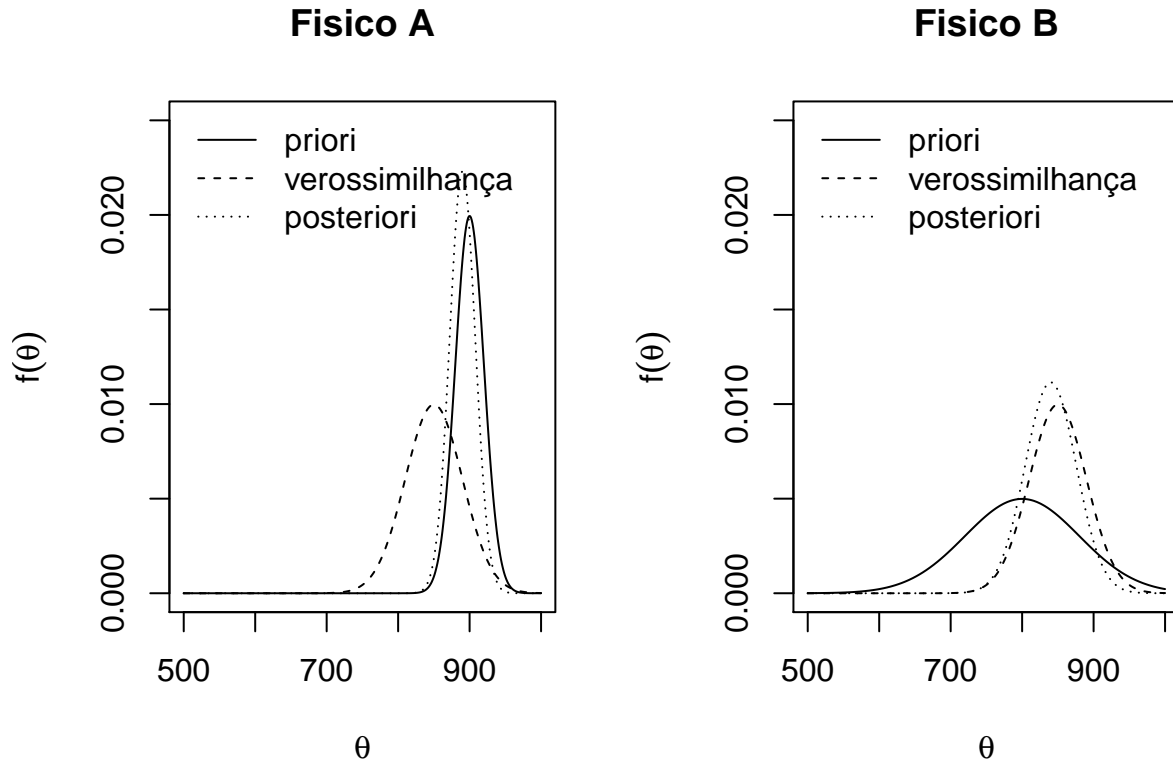 Fisico A
priori
verossimilhança
posteriori
0.020
0.010
0.000
f(θ)
500
700
900
θ
Fisico B
priori
verossimilhança
posteriori
0.020
0.010
0.000
f(θ)
500
700
900
θ